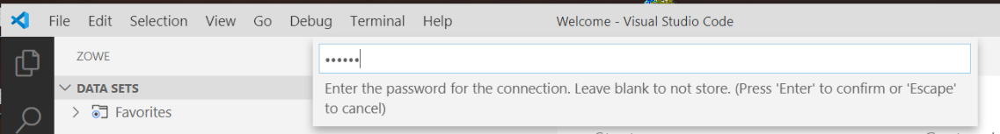 File Edit Selection View Go Debug Terminal Help Welcome - Visual Studio Code
ZOWE
••••••
DATA SETS
Enter the password for the connection. Leave blank to not store. (Press 'Enter' to confirm or 'Escape'
to cancel)
Favorites